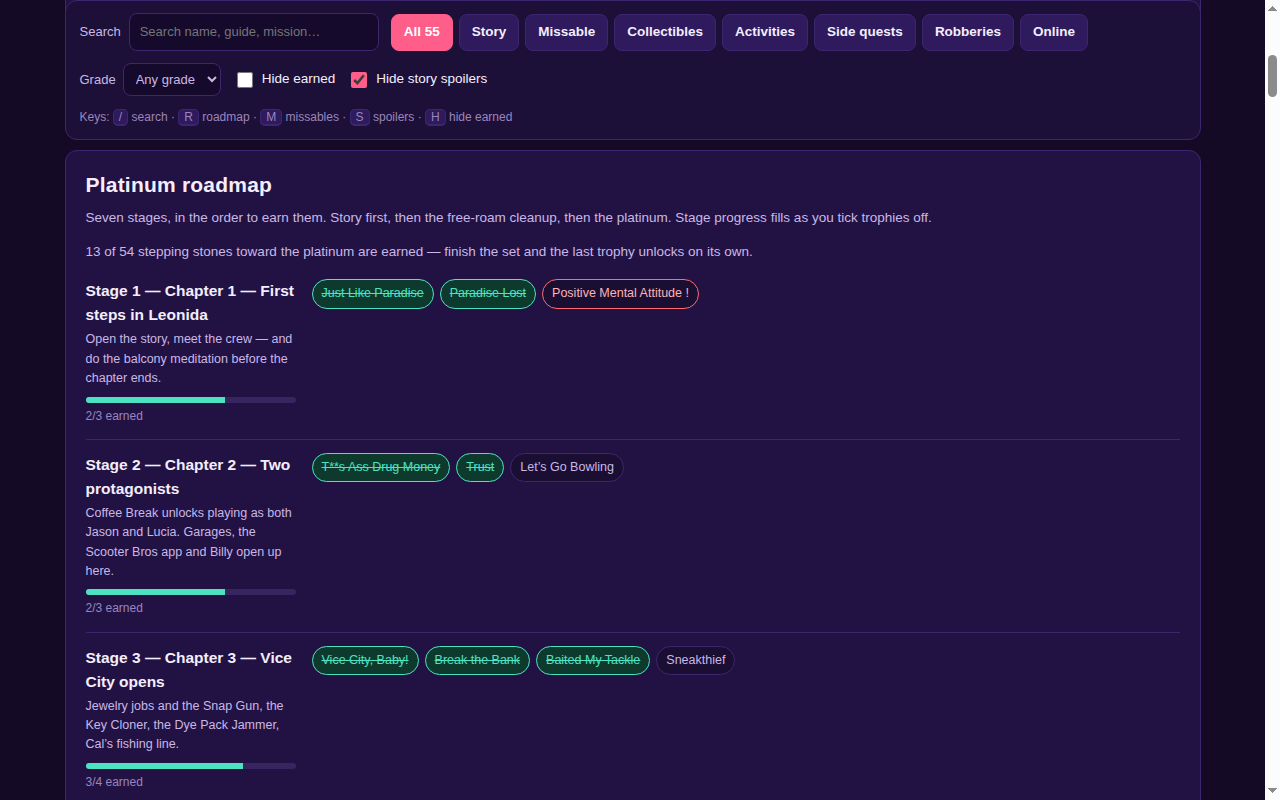 Search
Search name, guide, mission…
All 55
Story
Missable
Collectibles
Activities
Side quests
Robberies
Online
Grade
Any grade
Hide earned
Hide story spoilers
Keys: / search · R roadmap · M missables · S spoilers · H hide earned
Platinum roadmap
Seven stages, in the order to earn them. Story first, then the free-roam cleanup, then the platinum. Stage progress fills as you tick trophies off.
13 of 54 stepping stones toward the platinum are earned — finish the set and the last trophy unlocks on its own.
Stage 1 — Chapter 1 — First
steps in Leonida
Open the story, meet the crew — and
do the balcony meditation before the
chapter ends.
2/3 earned
Just Like Paradise
Paradise Lost
Positive Mental Attitude !
Stage 2 — Chapter 2 — Two
protagonists
Coffee Break unlocks playing as both
Jason and Lucia. Garages, the
Scooter Bros app and Billy open up
here.
2/3 earned
T**s Ass Drug Money
Trust
Let's Go Bowling
Stage 3 — Chapter 3 — Vice
City opens
Jewelry jobs and the Snap Gun, the
Key Cloner, the Dye Pack Jammer,
Cal's fishing line.
3/4 earned
Vice City, Baby!
Break the Bank
Baited My Tackle
Sneakthief